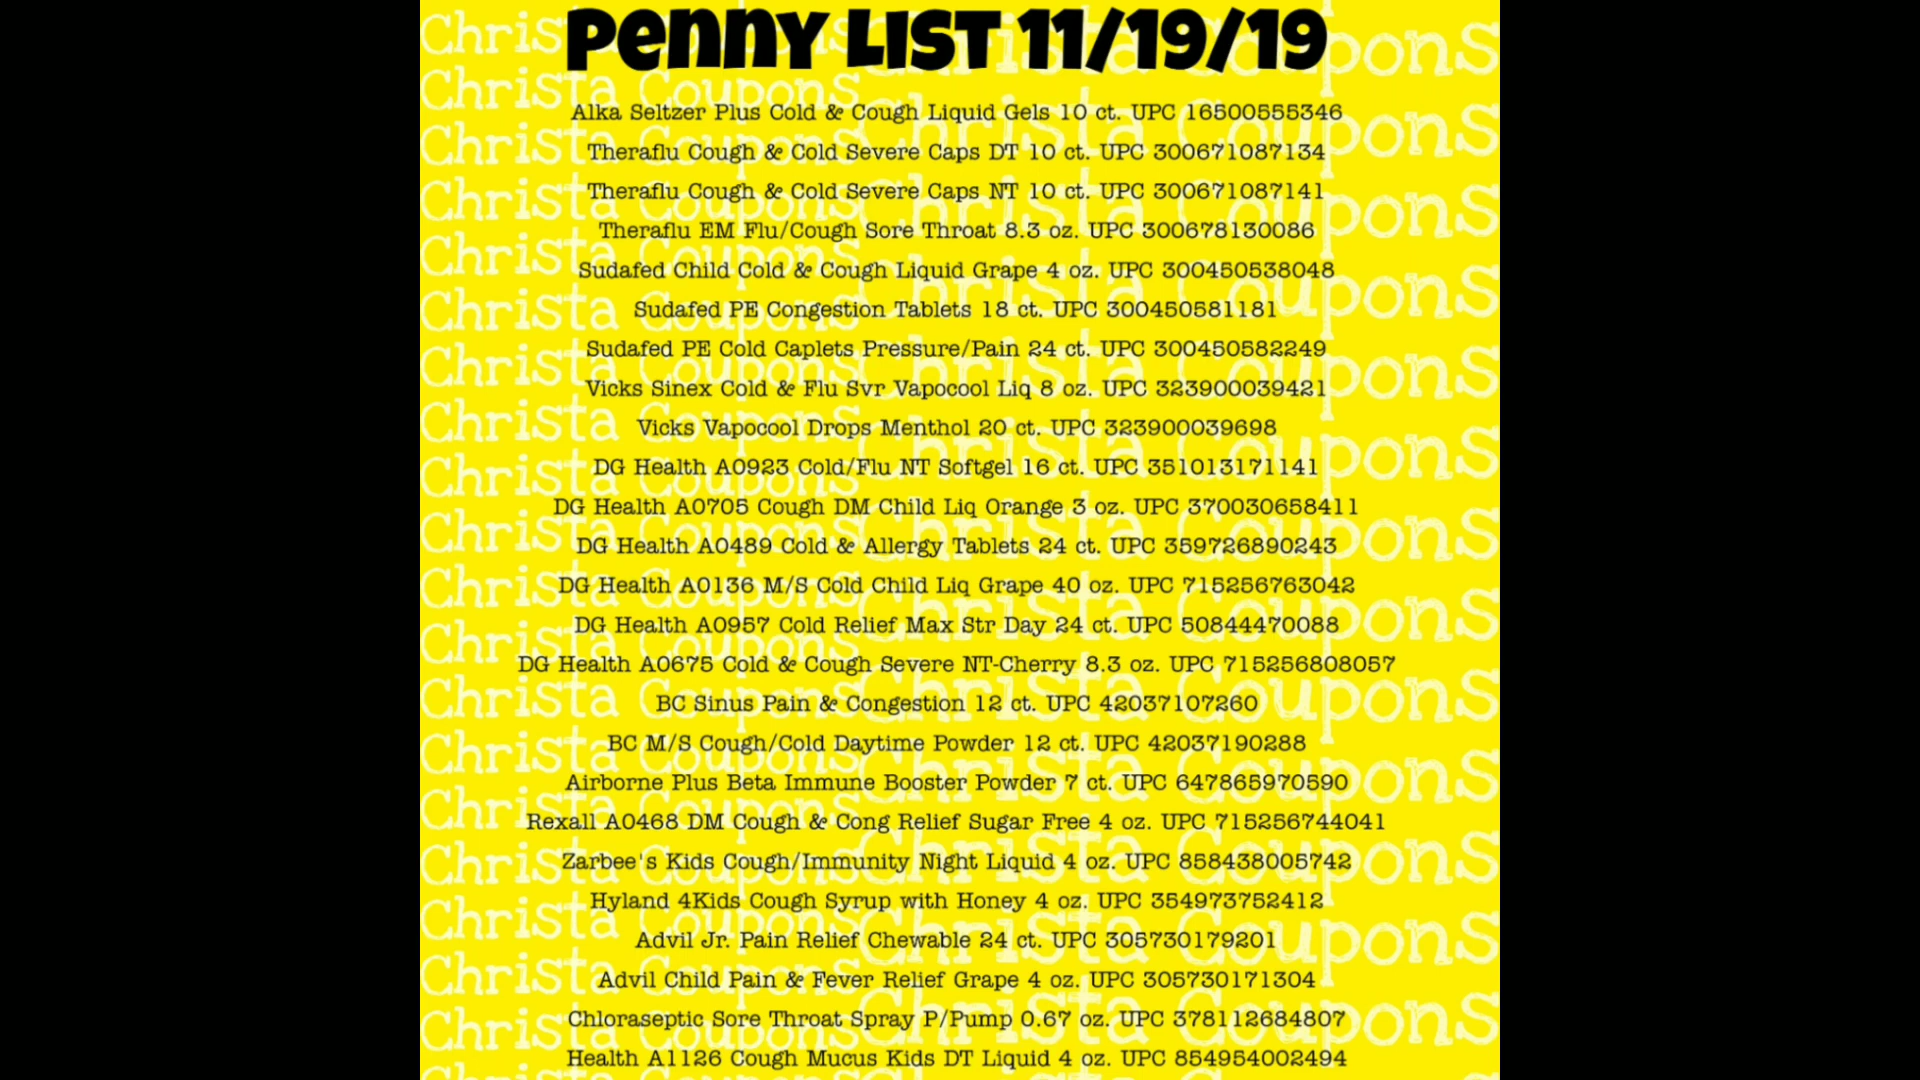 Penny List 11/19/19
Alka Seltzer Plus Cold & Cough Liquid Gels 10 ct. UPC 16500555346
Theraflu Cough & Cold Severe Caps DT 10 ct. UPC 300671087134
Theraflu Cough & Cold Severe Caps NT 10 ct. UPC 300671087141
Theraflu EM Flu/Cough Sore Throat 8.3 oz. UPC 300678130086
Sudafed Child Cold & Cough Liquid Grape 4 oz. UPC 300450538048
Sudafed PE Congestion Tablets 18 ct. UPC 300450581181
Sudafed PE Cold Caplets Pressure/Pain 24 ct. UPC 300450582249
Vicks Sinex Cold & Flu Svr Vapocool Liq 8 oz. UPC 323900039421
Vicks Vapocool Drops Menthol 20 ct. UPC 323900039698
DG Health A0923 Cold/Flu NT Softgel 16 ct. UPC 351013171141
DG Health A0705 Cough DM Child Liq Orange 3 oz. UPC 370030658411
DG Health A0489 Cold & Allergy Tablets 24 ct. UPC 359726890243
DG Health A0136 M/S Cold Child Liq Grape 40 oz. UPC 715256763042
DG Health A0957 Cold Relief Max Str Day 24 ct. UPC 50844470088
DG Health A0675 Cold & Cough Severe NT-Cherry 8.3 oz. UPC 715256808057
BC Sinus Pain & Congestion 12 ct. UPC 42037107260
BC M/S Cough/Cold Daytime Powder 12 ct. UPC 42037190288
Airborne Plus Beta Immune Booster Powder 7 ct. UPC 647865970590
Rexall A0468 DM Cough & Cong Relief Sugar Free 4 oz. UPC 715256744041
Zarbee's Kids Cough/Immunity Night Liquid 4 oz. UPC 858438005742
Hyland 4Kids Cough Syrup with Honey 4 oz. UPC 354973752412
Advil Jr. Pain Relief Chewable 24 ct. UPC 305730179201
Advil Child Pain & Fever Relief Grape 4 oz. UPC 305730171304
Chloraseptic Sore Throat Spray P/Pump 0.67 oz. UPC 378112684807
Health A1126 Cough Mucus Kids DT Liquid 4 oz. UPC 854954002494